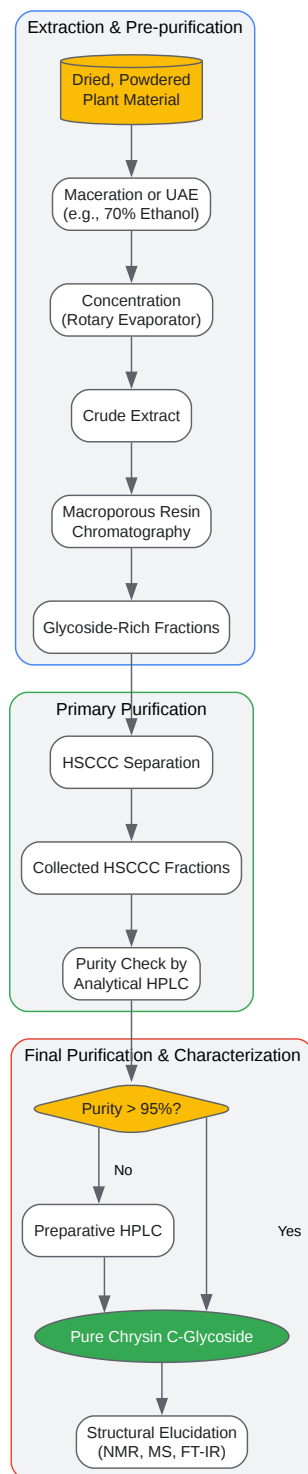 Extraction & Pre-purification
Dried, Powdered
Plant Material
Maceration or UAE
(e.g., 70% Ethanol)
Concentration
(Rotary Evaporator)
Crude Extract
Macroporous Resin
Chromatography
Glycoside-Rich Fractions
Primary Purification
HSCCC Separation
Collected HSCCC Fractions
Purity Check by
Analytical HPLC
Final Purification & Characterization
Purity > 95%?
No
Yes
Preparative HPLC
Pure Chrysin C-Glycoside
Structural Elucidation
(NMR, MS, FT-IR)